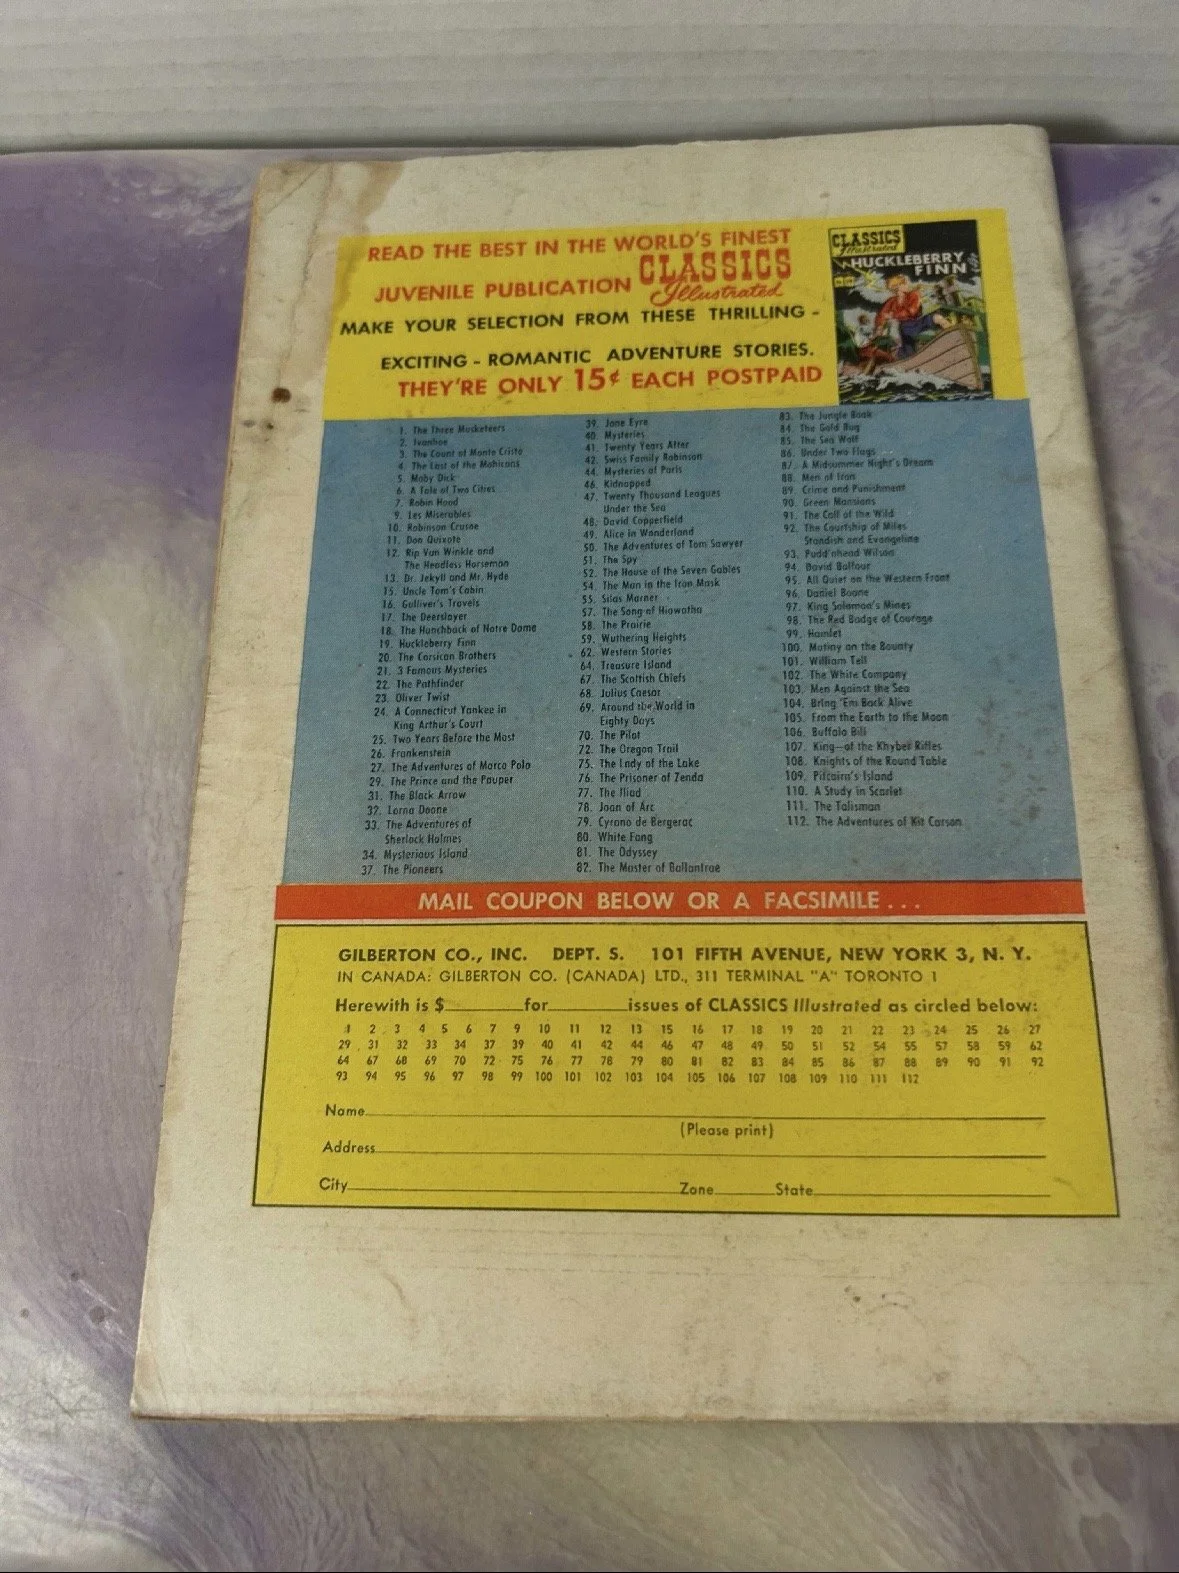 READ THE BEST IN THE WORLD'S FINEST
JUVENILE PUBLICATION CLASSICS
Illustrated
MAKE YOUR SELECTION FROM THESE THRILLING -
EXCITING - ROMANTIC ADVENTURE STORIES.
THEY'RE ONLY 15¢ EACH POSTPAID
CLASSICS
Illustrated
HUCKLEBERRY
FINN
1. The Three Musketeers
2. Ivanhoe
3. The Count of Monte Cristo
4. The Last of the Mohicans
5. Moby Dick
6. A Tale of Two Cities
7. Robin Hood
9. Les Miserables
10. Robinson Crusoe
11. Don Quixote
12. Rip Van Winkle and
The Headless Horseman
13. Dr. Jekyll and Mr. Hyde
15. Uncle Tom's Cabin
16. Gulliver's Travels
17. The Deerslayer
18. The Hunchback of Notre Dame
19. Huckleberry Finn
20. The Corsican Brothers
21. 3 Famous Mysteries
22. The Pathfinder
23. Oliver Twist
24. A Connecticut Yankee in
King Arthur's Court
25. Two Years Before the Mast
26. Frankenstein
27. The Adventures of Marco Polo
29. The Prince and the Pauper
31. The Black Arrow
32. Lorna Doone
33. The Adventures of
Sherlock Holmes
34. Mysterious Island
37. The Pioneers
39. Jane Eyre
40. Mysteries
41. Twenty Years After
42. Swiss Family Robinson
44. Mysteries of Paris
46. Kidnapped
47. Twenty Thousand Leagues
Under the Sea
48. David Copperfield
49. Alice in Wonderland
50. The Adventures of Tom Sawyer
51. The Spy
52. The House of the Seven Gables
54. The Man in the Iron Mask
55. Silas Marner
57. The Song of Hiawatha
58. The Prairie
59. Wuthering Heights
62. Western Stories
64. Treasure Island
67. The Scottish Chiefs
68. Julius Caesar
69. Around the World in
Eighty Days
70. The Pilot
72. The Oregon Trail
75. The Lady of the Lake
76. The Prisoner of Zenda
77. The Iliad
78. Joan of Arc
79. Cyrano de Bergerac
80. White Fang
81. The Odyssey
82. The Master of Ballantrae
83. The Jungle Book
84. The Gold Bug
85. The Sea Wolf
86. Under Two Flags
87. A Midsummer Night's Dream
88. Men of Iron
89. Crime and Punishment
90. Green Mansions
91. The Call of the Wild
92. The Courtship of Miles
Standish and Evangeline
93. Pudd'nhead Wilson
94. David Balfour
95. All Quiet on the Western Front
96. Daniel Boone
97. King Solomon's Mines
98. The Red Badge of Courage
99. Hamlet
100. Mutiny on the Bounty
101. William Tell
102. The White Company
103. Men Against the Sea
104. Bring 'Em Back Alive
105. From the Earth to the Moon
106. Buffalo Bill
107. King—of the Khyber Rifles
108. Knights of the Round Table
109. Pitcairn's Island
110. A Study in Scarlet
111. The Talisman
112. The Adventures of Kit Carson
MAIL COUPON BELOW OR A FACSIMILE . . .
GILBERTON CO., INC. DEPT. S. 101 FIFTH AVENUE, NEW YORK 3, N. Y.
IN CANADA: GILBERTON CO. (CANADA) LTD., 311 TERMINAL "A" TORONTO 1
Herewith is $______for______issues of CLASSICS Illustrated as circled below:
1 2 3 4 5 6 7 9 10 11 12 13 15 16 17 18 19 20 21 22 23 24 25 26 27
29 31 32 33 34 37 39 40 41 42 44 46 47 48 49 50 51 52 54 55 57 58 59 62
64 67 68 69 70 72 75 76 77 78 79 80 81 82 83 84 85 86 87 88 89 90 91 92
93 94 95 96 97 98 99 100 101 102 103 104 105 106 107 108 109 110 111 112
Name
(Please print)
Address
City Zone State